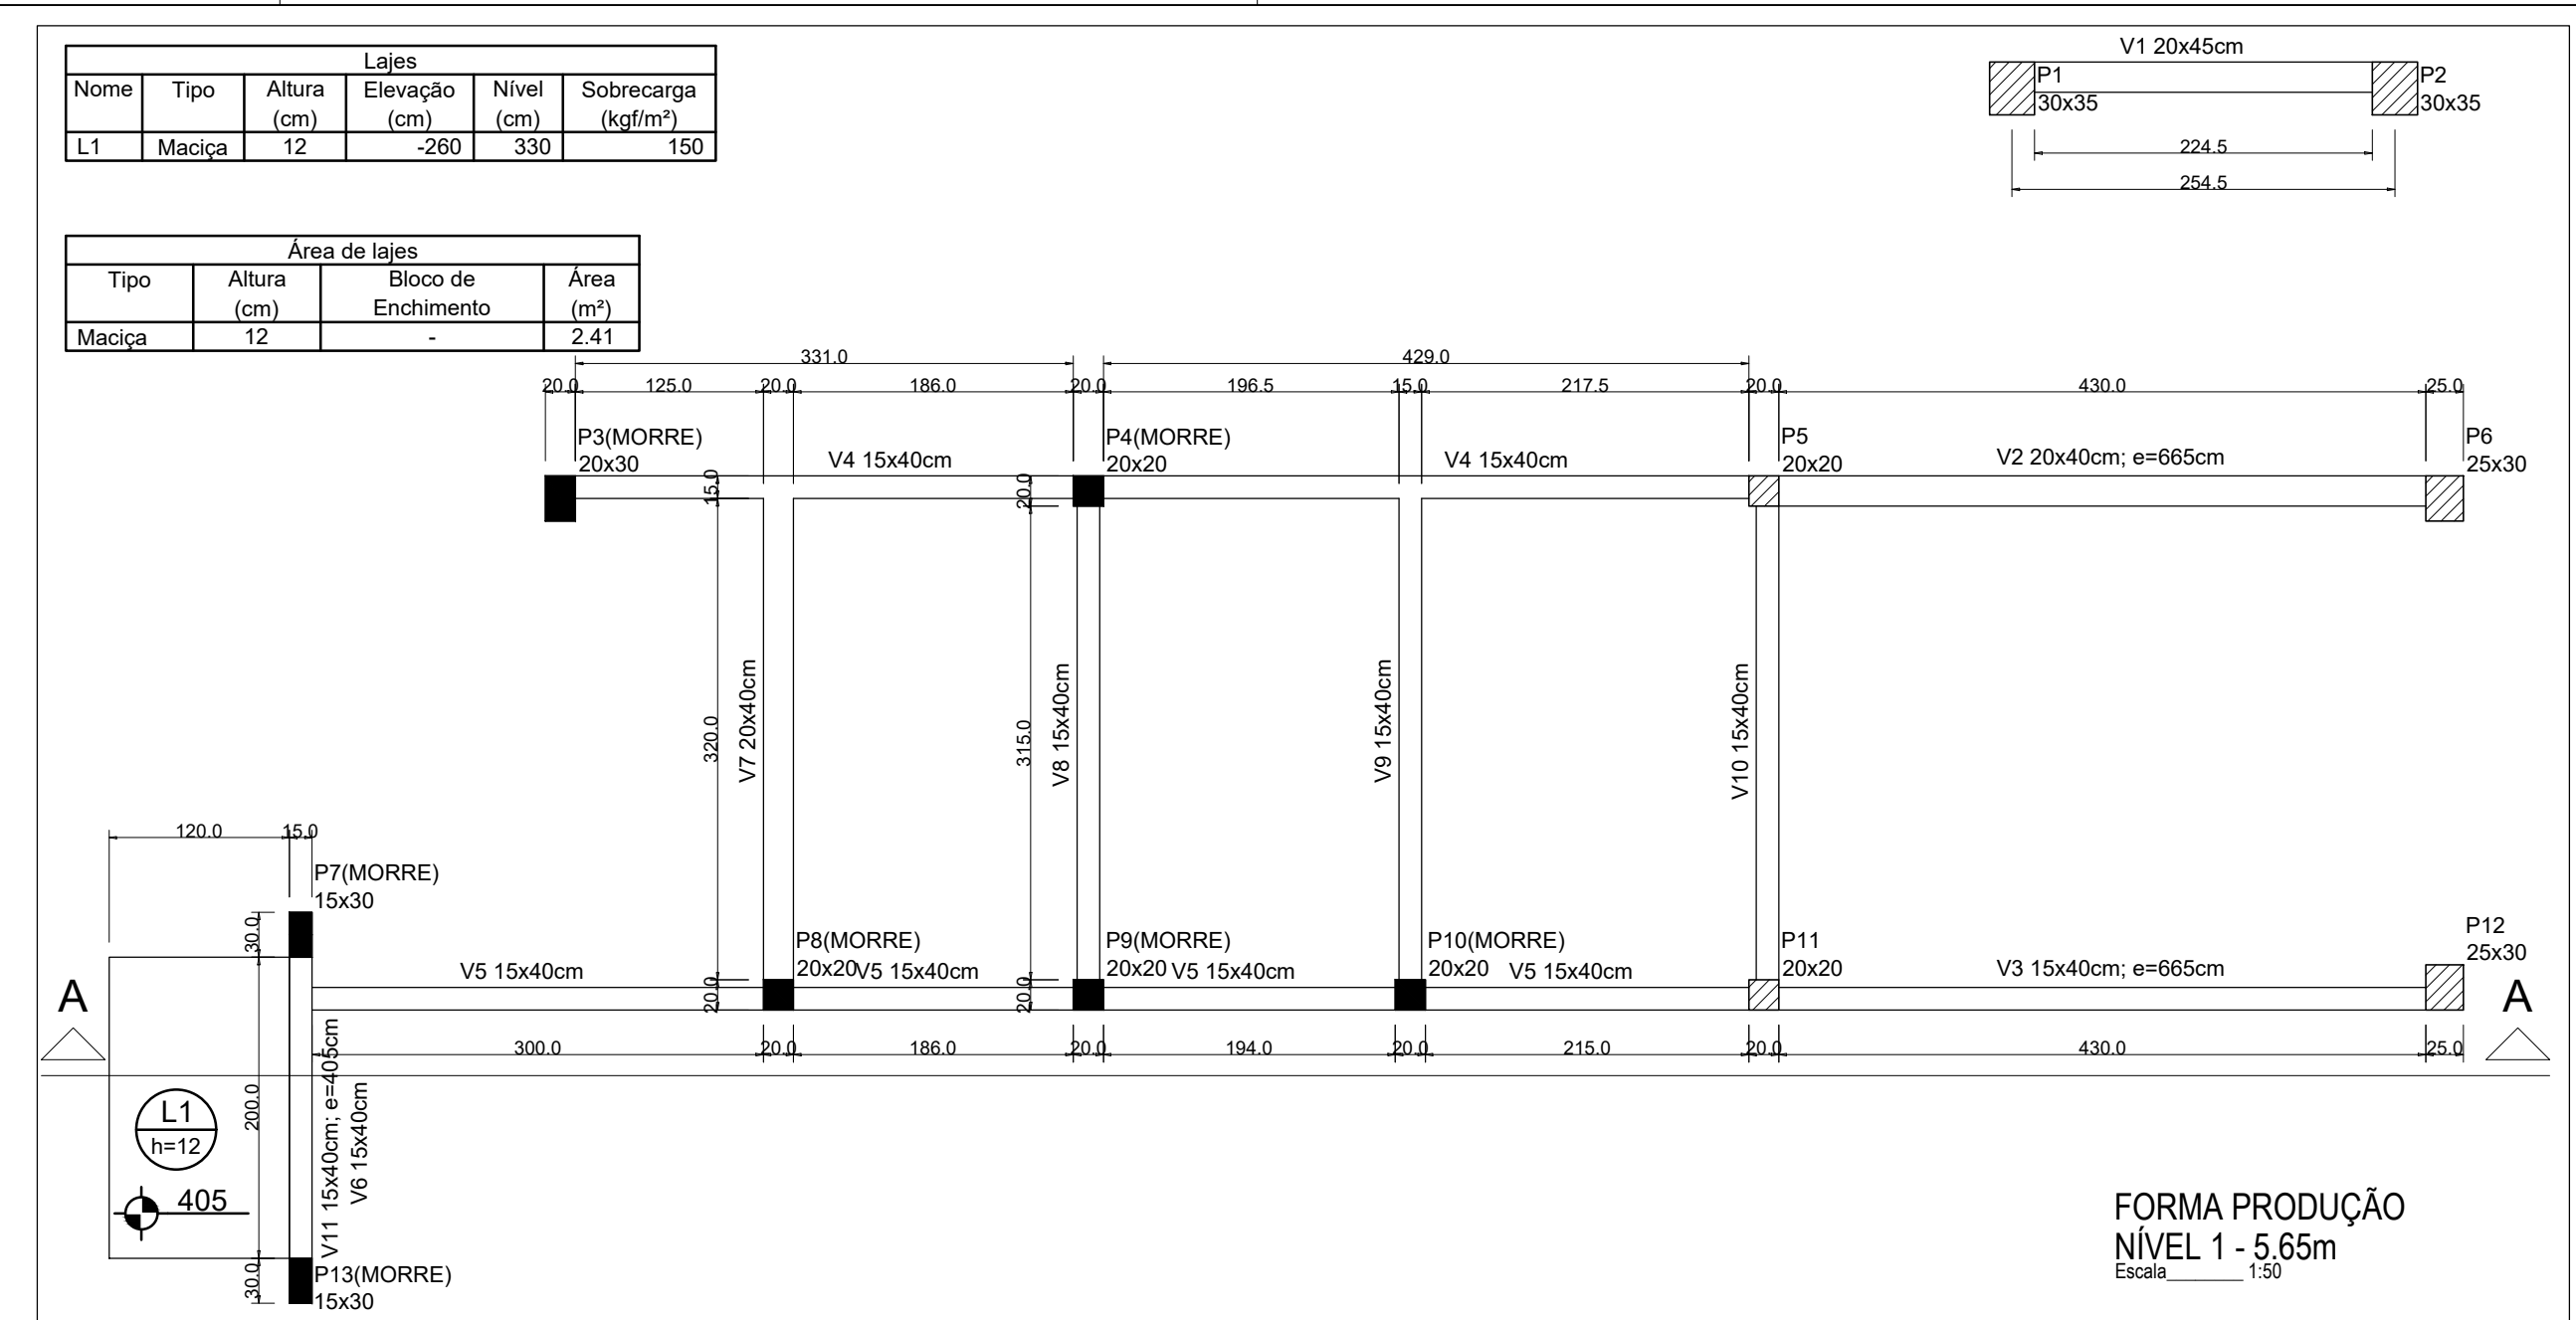 Lajes
Nome Tipo Altura (cm) Elevação (cm) Nível (cm) Sobrecarga (kgf/m²)
L1 Maciça 12 -260 330 150
V1 20x45cm
P1
30x35
P2
30x35
224.5
254.5
Área de lajes
Tipo Altura (cm) Bloco de Enchimento Área (m²)
Maciça 12 - 2.41
331.0 429.0
20.0 125.0 20.0 186.0 20.0 196.5 15.0 217.5 20.0 430.0 25.0
P3(MORRE)
20x30
V4 15x40cm
P4(MORRE)
20x20
V4 15x40cm
P5
20x20
V2 20x40cm; e=665cm
P6
25x30
15.0
20.0
320.0
V7 20x40cm
315.0
V8 15x40cm
V9 15x40cm
V10 15x40cm
120.0 15.0
P7(MORRE)
15x30
30.0
V5 15x40cm
P8(MORRE)
20x20
V5 15x40cm
P9(MORRE)
20x20
V5 15x40cm
P10(MORRE)
20x20
V5 15x40cm
P11
20x20
V3 15x40cm; e=665cm
P12
25x30
20.0
20.0
A
A
300.0 20.0 186.0 20.0 194.0 20.0 215.0 20.0 430.0 25.0
200.0
V11 15x40cm; e=405cm
V6 15x40cm
L1
h=12
405
30.0
P13(MORRE)
15x30
FORMA PRODUÇÃO
NÍVEL 1 - 5.65m
Escala________ 1:50